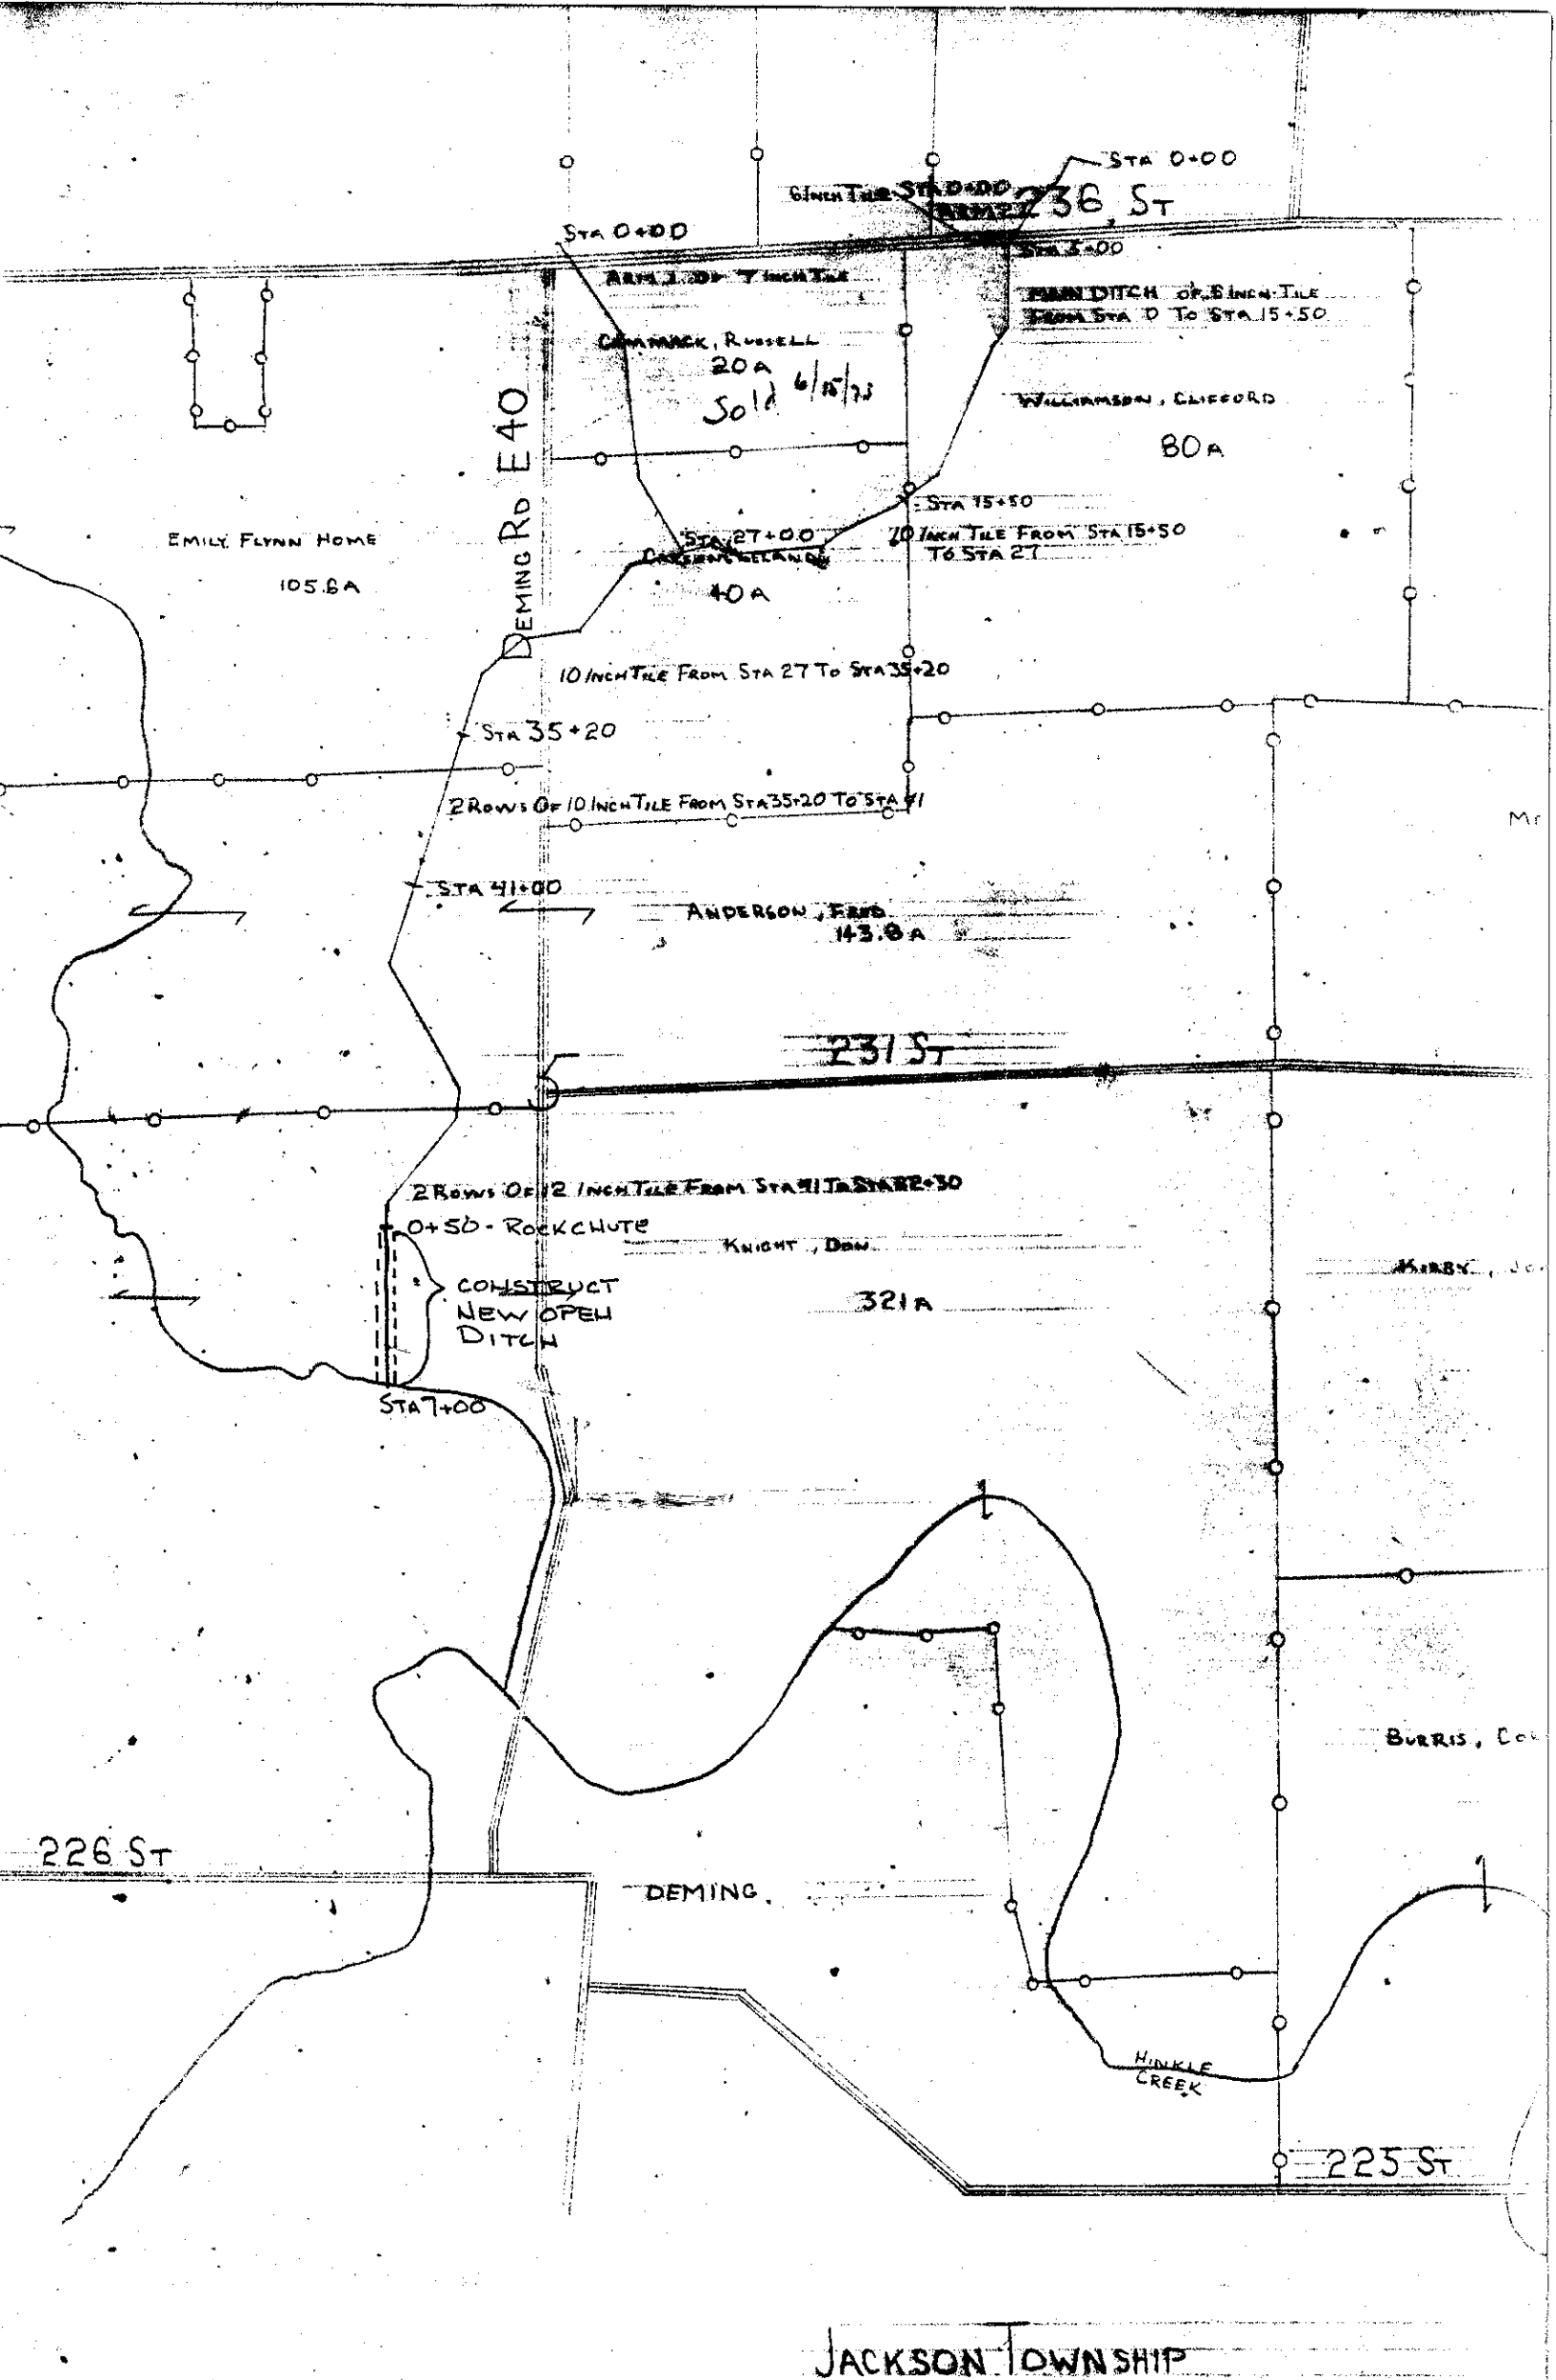 STA 0+00
6 INCH TILE STA 0+00
ARM 2
236 ST
STA 0+00
STA 5+00
ARM 1 OF 7 INCH TILE
MAIN DITCH OF 8 INCH TILE
FROM STA 0 TO STA 15+50
CAMMACK, RUSSELL
20 A
Sold 6/15/73
WILLIAMSON, CLIFFORD
80 A
DEMING RD E40
STA 15+50
EMILY FLYNN HOME
105.6 A
STA 27+00
10 INCH TILE FROM STA 15+50
TO STA 27
40 A
10 INCH TILE FROM STA 27 TO STA 35+20
STA 35+20
2 ROWS OF 10 INCH TILE FROM STA 35+20 TO STA 41
STA 41+00
ANDERSON, FRED
143.8 A
231 ST
2 ROWS OF 12 INCH TILE FROM STA 41 TO STA 82+30
0+50 - ROCKCHUTE
KNIGHT, DON
KIRBY,
CONSTRUCT
NEW OPEN
DITCH
321 A
STA 7+00
BURRIS,
226 ST
DEMING.
HINKLE
CREEK
225 ST
JACKSON TOWNSHIP